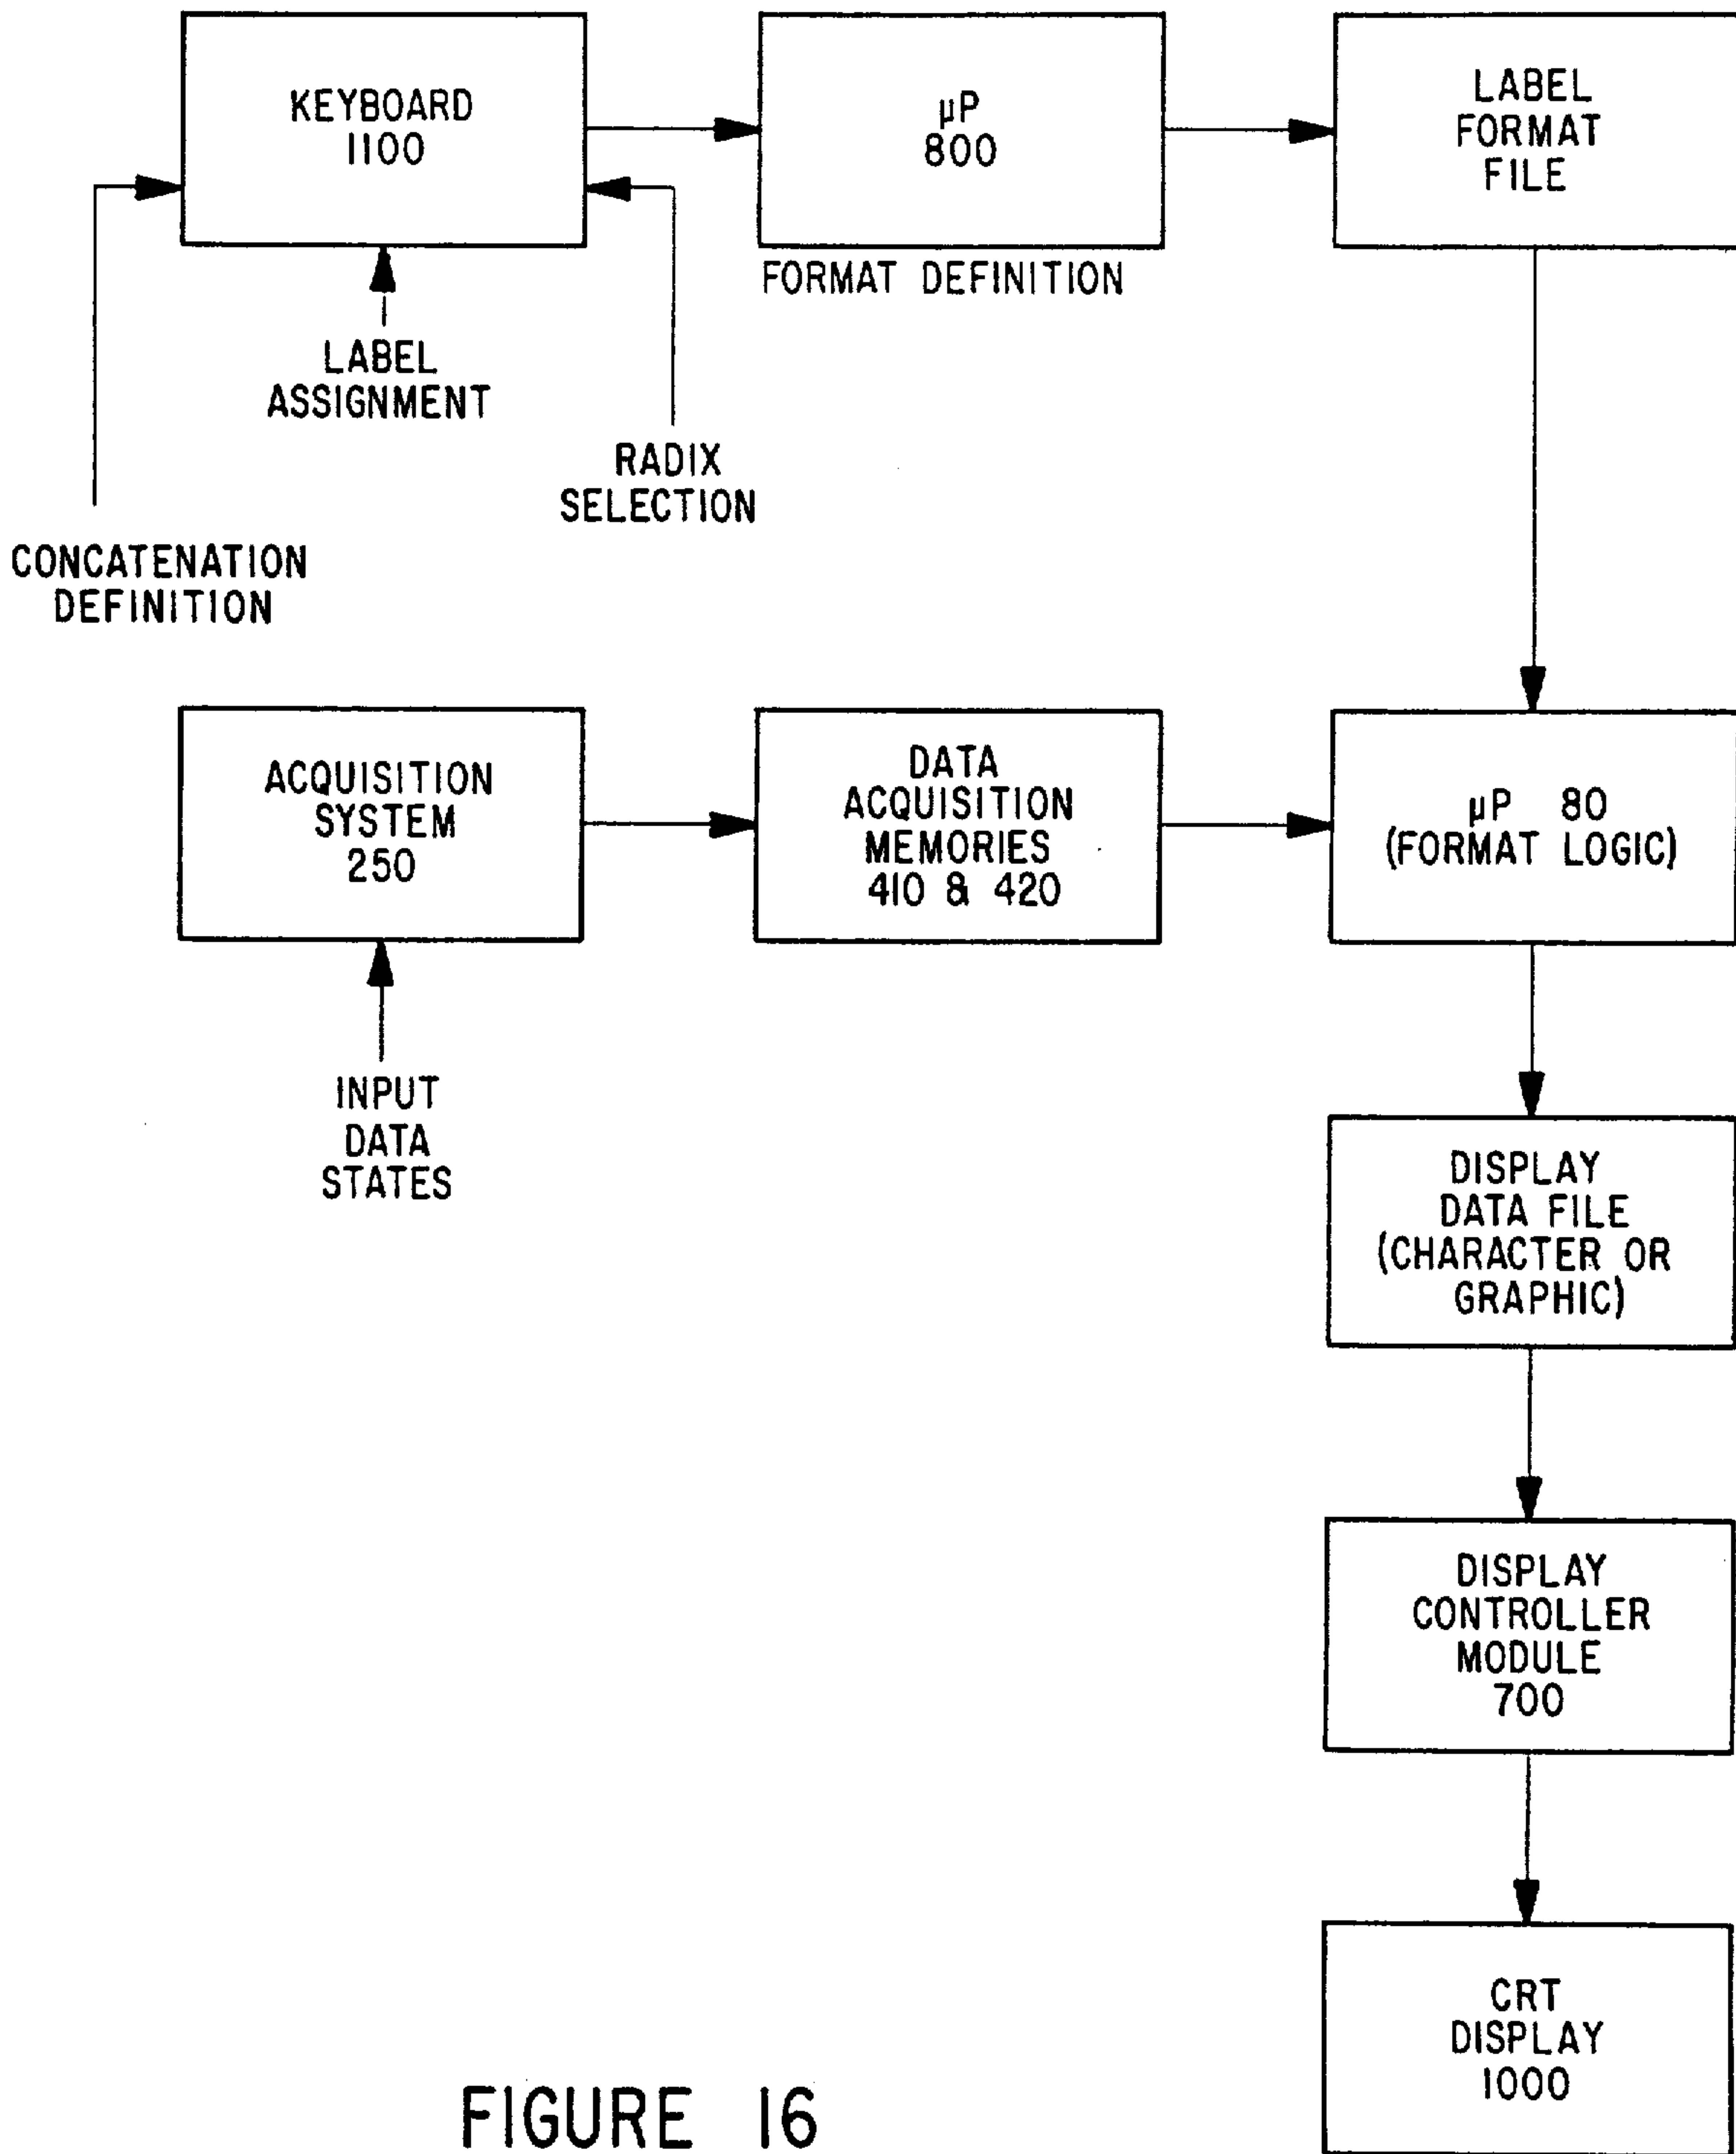 KEYBOARD
1100
µP
800
LABEL
FORMAT
FILE
FORMAT DEFINITION
LABEL
ASSIGNMENT
RADIX
SELECTION
CONCATENATION
DEFINITION
ACQUISITION
SYSTEM
250
DATA
ACQUISITION
MEMORIES
410 & 420
µP 80
(FORMAT LOGIC)
INPUT
DATA
STATES
DISPLAY
DATA FILE
(CHARACTER OR
GRAPHIC)
DISPLAY
CONTROLLER
MODULE
700
CRT
DISPLAY
1000
FIGURE 16